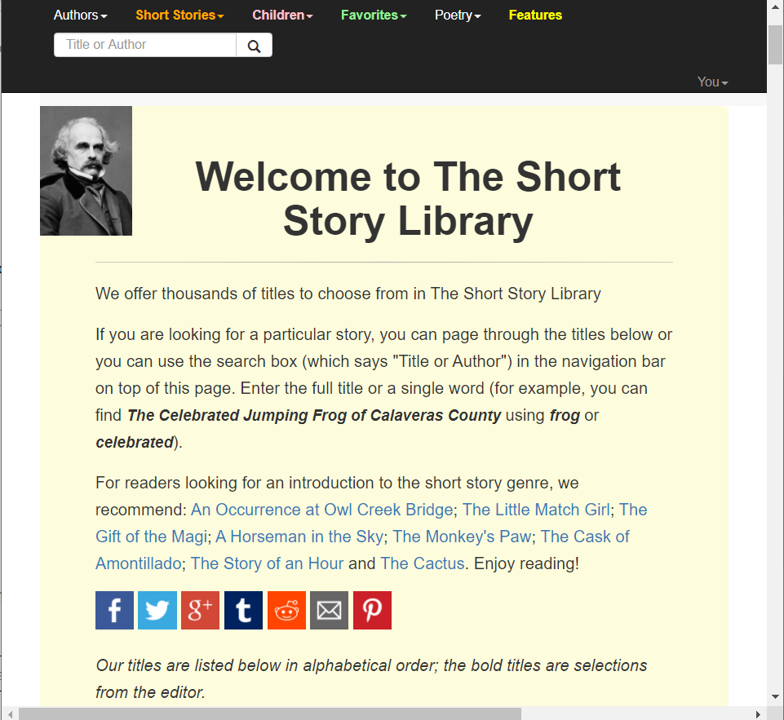 Authors Short Stories Children Favorites Poetry Features
Title or Author
You
Welcome to The Short
Story Library
We offer thousands of titles to choose from in The Short Story Library
If you are looking for a particular story, you can page through the titles below or
you can use the search box (which says "Title or Author") in the navigation bar
on top of this page. Enter the full title or a single word (for example, you can
find The Celebrated Jumping Frog of Calaveras County using frog or
celebrated).
For readers looking for an introduction to the short story genre, we
recommend: An Occurrence at Owl Creek Bridge; The Little Match Girl; The
Gift of the Magi; A Horseman in the Sky; The Monkey's Paw; The Cask of
Amontillado; The Story of an Hour and The Cactus. Enjoy reading!
f g+ t
Our titles are listed below in alphabetical order; the bold titles are selections
from the editor.